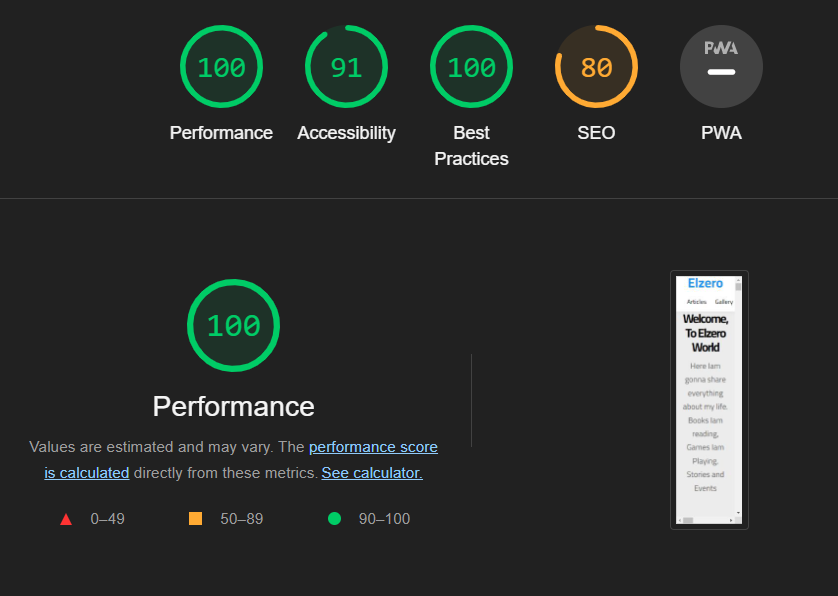 100
91
100
80
PWA
Performance
Accessibility
Best
Practices
SEO
PWA
100
Performance
Values are estimated and may vary. The performance score
is calculated directly from these metrics. See calculator.
0–49
50–89
90–100
Elzero
Articles Gallery
Welcome,
To Elzero
World
Here Iam
gonna share
everything
about my life.
Books Iam
reading,
Games Iam
Playing,
Stories and
Events